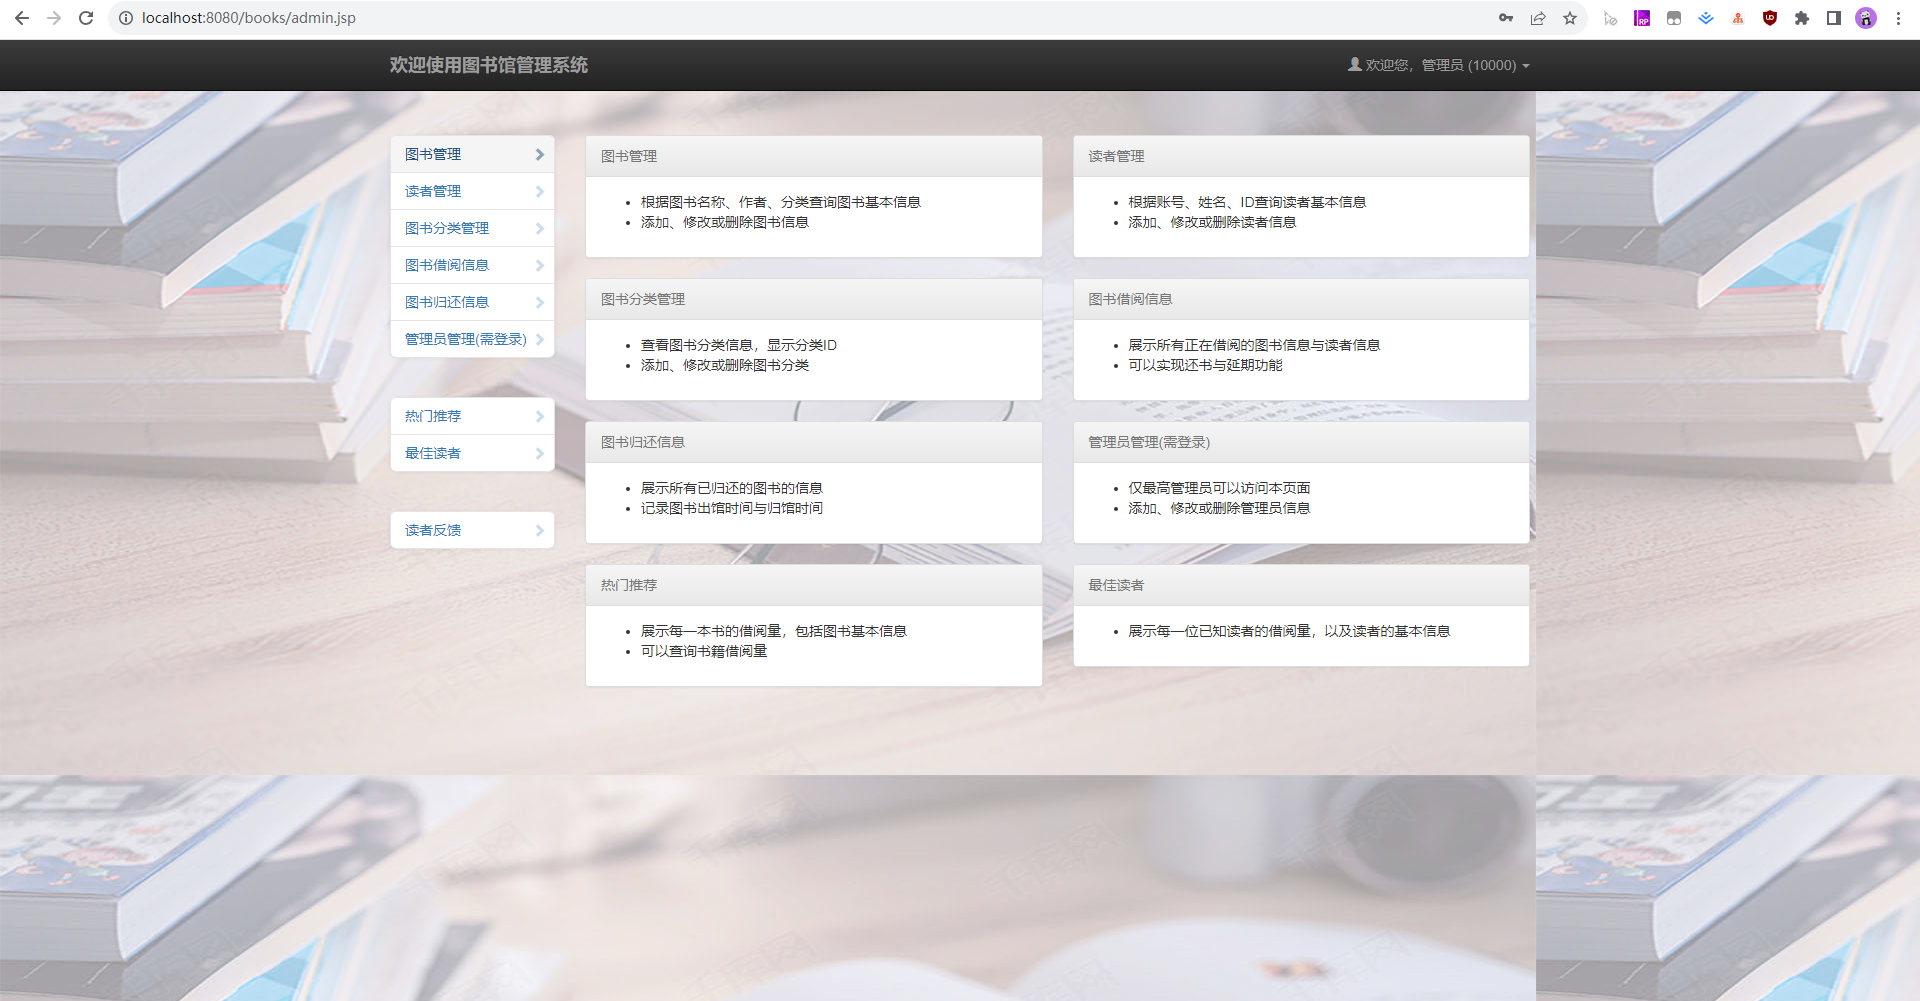 localhost:8080/books/admin.jsp
欢迎使用图书馆管理系统
欢迎您，管理员 (10000)
图书管理
读者管理
图书分类管理
图书借阅信息
图书归还信息
管理员管理(需登录)
热门推荐
最佳读者
读者反馈
图书管理
根据图书名称、作者、分类查询图书基本信息
添加、修改或删除图书信息
读者管理
根据账号、姓名、ID查询读者基本信息
添加、修改或删除读者信息
图书分类管理
查看图书分类信息，显示分类ID
添加、修改或删除图书分类
图书借阅信息
展示所有正在借阅的图书信息与读者信息
可以实现还书与延期功能
图书归还信息
展示所有已归还的图书的信息
记录图书出馆时间与归馆时间
管理员管理(需登录)
仅最高管理员可以访问本页面
添加、修改或删除管理员信息
热门推荐
展示每一本书的借阅量，包括图书基本信息
可以查询书籍借阅量
最佳读者
展示每一位已知读者的借阅量，以及读者的基本信息